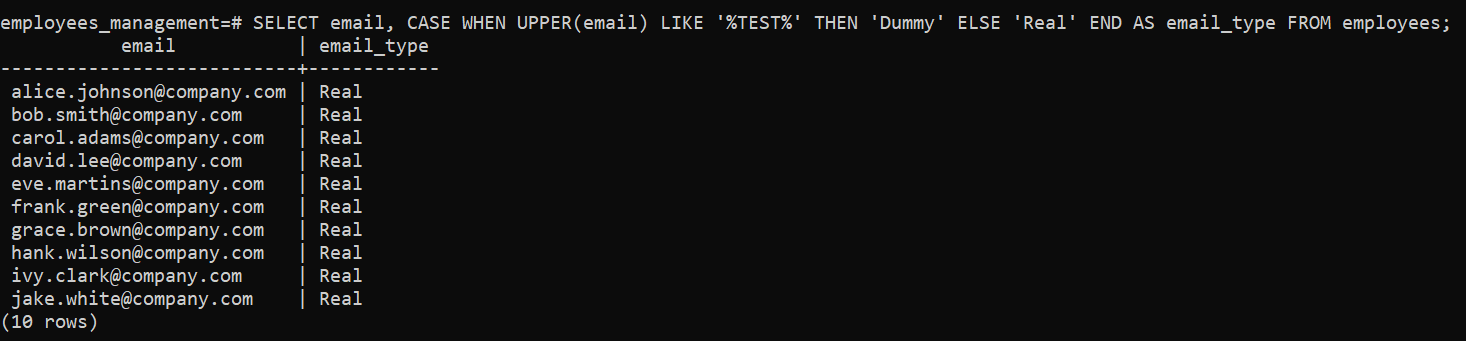 employees_management=# SELECT email, CASE WHEN UPPER(email) LIKE '%TEST%' THEN 'Dummy' ELSE 'Real' END AS email_type FROM employees;
           email           | email_type
---------------------------+------------
 alice.johnson@company.com | Real
 bob.smith@company.com     | Real
 carol.adams@company.com   | Real
 david.lee@company.com     | Real
 eve.martins@company.com   | Real
 frank.green@company.com   | Real
 grace.brown@company.com   | Real
 hank.wilson@company.com   | Real
 ivy.clark@company.com     | Real
 jake.white@company.com    | Real
(10 rows)